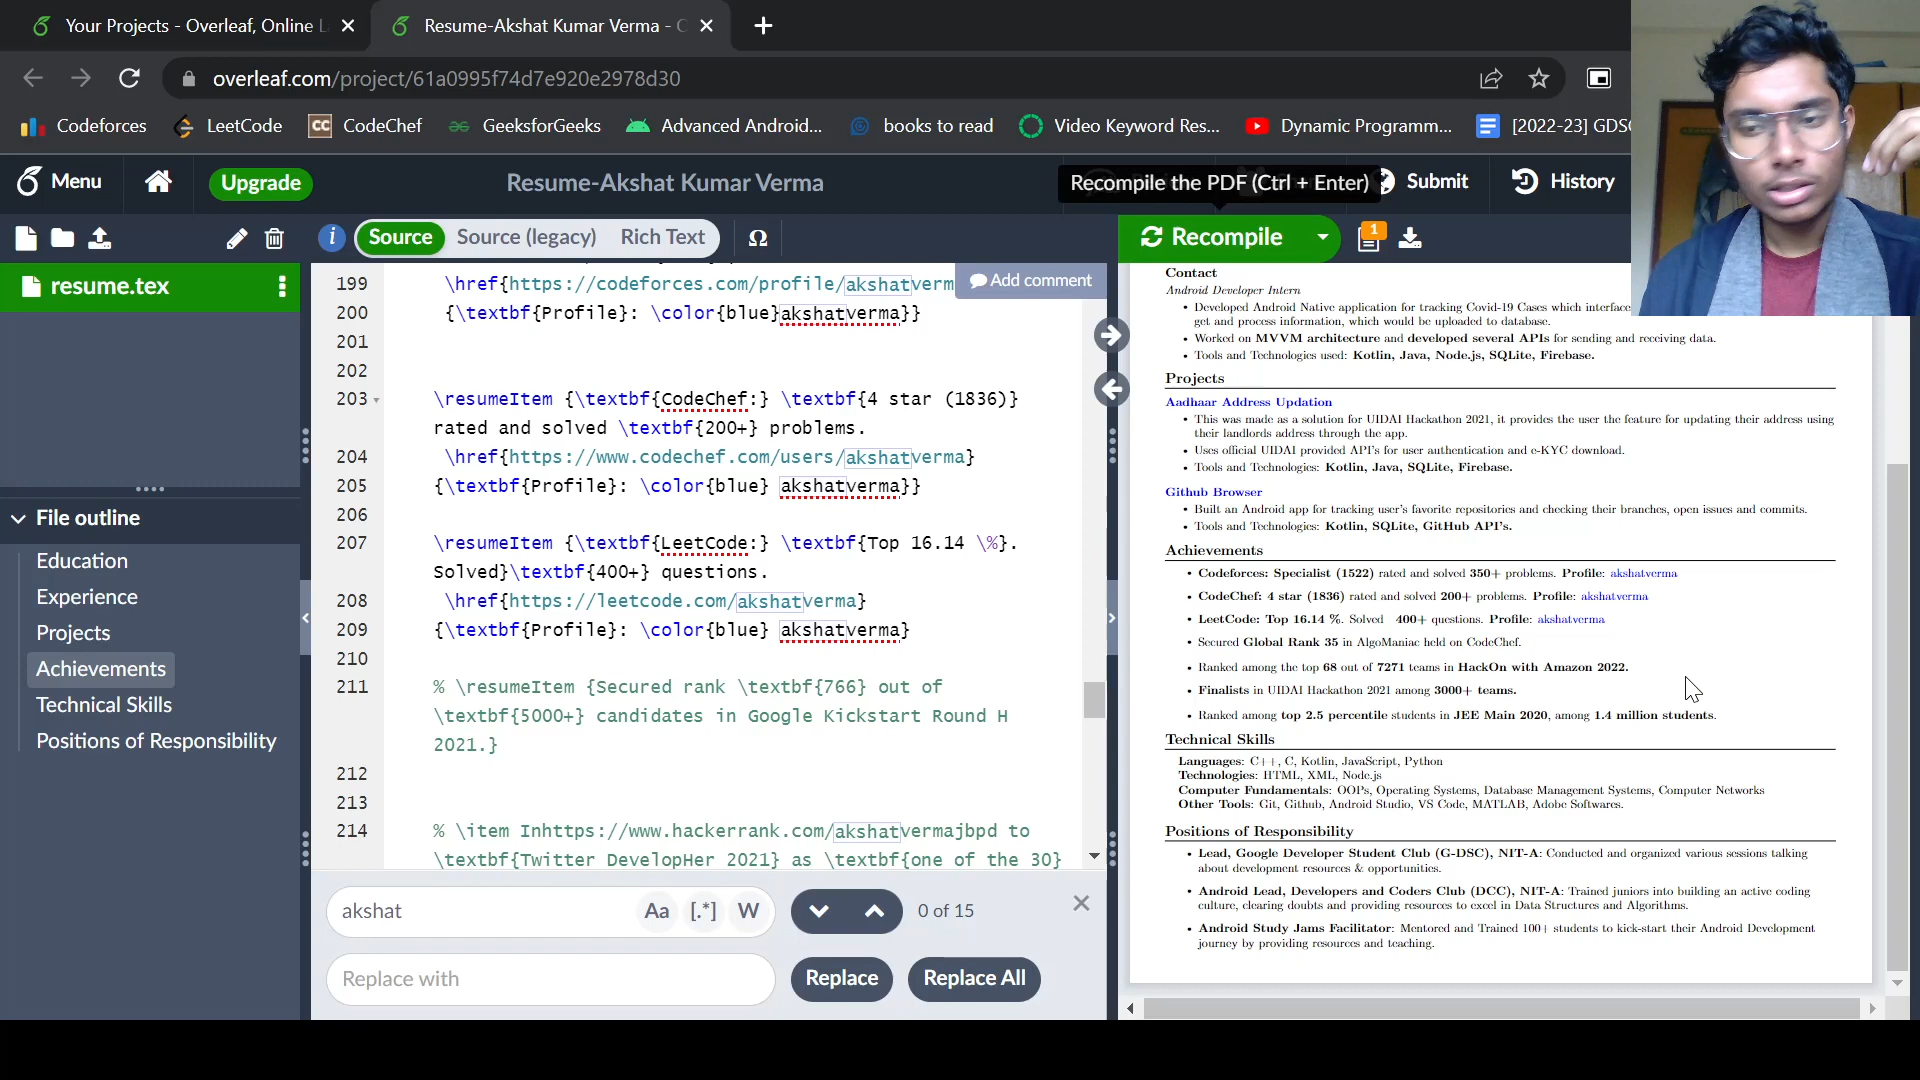 Your Projects - Overleaf, Online L
Resume-Akshat Kumar Verma - O
overleaf.com/project/61a0995f74d7e920e2978d30
Codeforces
LeetCode
CC CodeChef
GeeksforGeeks
Advanced Android...
books to read
Video Keyword Res...
Dynamic Programm...
[2022-23] GDSC
Menu
Upgrade
Resume-Akshat Kumar Verma
Recompile the PDF (Ctrl + Enter)
Submit
History
Source
Source (legacy)
Rich Text
Ω
Recompile
1
resume.tex
File outline
Education
Experience
Projects
Achievements
Technical Skills
Positions of Responsibility
Add comment
199 \href{https://codeforces.com/profile/akshatverm
200 {\textbf{Profile}: \color{blue}akshatverma}}
201
202
203 \resumeItem {\textbf{CodeChef:} \textbf{4 star (1836)}
rated and solved \textbf{200+} problems.
204 \href{https://www.codechef.com/users/akshatverma}
205 {\textbf{Profile}: \color{blue} akshatverma}}
206
207 \resumeItem {\textbf{LeetCode:} \textbf{Top 16.14 \%}.
Solved}\textbf{400+} questions.
208 \href{https://leetcode.com/akshatverma}
209 {\textbf{Profile}: \color{blue} akshatverma}
210
211 % \resumeItem {Secured rank \textbf{766} out of
\textbf{5000+} candidates in Google Kickstart Round H
2021.}
212
213
214 % \item Inhttps://www.hackerrank.com/akshatvermajbpd to
\textbf{Twitter DevelopHer 2021} as \textbf{one of the 30}
akshat
Aa
[.*]
W
0 of 15
Replace with
Replace
Replace All
Contact
Android Developer Intern
• Developed Android Native application for tracking Covid-19 Cases which interface
get and process information, which would be uploaded to database.
• Worked on MVVM architecture and developed several APIs for sending and receiving data.
• Tools and Technologies used: Kotlin, Java, Node.js, SQLite, Firebase.
Projects
Aadhaar Address Updation
• This was made as a solution for UIDAI Hackathon 2021, it provides the user the feature for updating their address using
their landlords address through the app.
• Uses official UIDAI provided API's for user authentication and e-KYC download.
• Tools and Technologies: Kotlin, Java, SQLite, Firebase.
Github Browser
• Built an Android app for tracking user's favorite repositories and checking their branches, open issues and commits.
• Tools and Technologies: Kotlin, SQLite, GitHub API's.
Achievements
• Codeforces: Specialist (1522) rated and solved 350+ problems. Profile: akshatverma
• CodeChef: 4 star (1836) rated and solved 200+ problems. Profile: akshatverma
• LeetCode: Top 16.14 %. Solved 400+ questions. Profile: akshatverma
• Secured Global Rank 35 in AlgoManiac held on CodeChef.
• Ranked among the top 68 out of 7271 teams in HackOn with Amazon 2022.
• Finalists in UIDAI Hackathon 2021 among 3000+ teams.
• Ranked among top 2.5 percentile students in JEE Main 2020, among 1.4 million students.
Technical Skills
Languages: C++, C, Kotlin, JavaScript, Python
Technologies: HTML, XML, Node.js
Computer Fundamentals: OOPs, Operating Systems, Database Management Systems, Computer Networks
Other Tools: Git, Github, Android Studio, VS Code, MATLAB, Adobe Softwares.
Positions of Responsibility
• Lead, Google Developer Student Club (G-DSC), NIT-A: Conducted and organized various sessions talking
about development resources & opportunities.
• Android Lead, Developers and Coders Club (DCC), NIT-A: Trained juniors into building an active coding
culture, clearing doubts and providing resources to excel in Data Structures and Algorithms.
• Android Study Jams Facilitator: Mentored and Trained 100+ students to kick-start their Android Development
journey by providing resources and teaching.